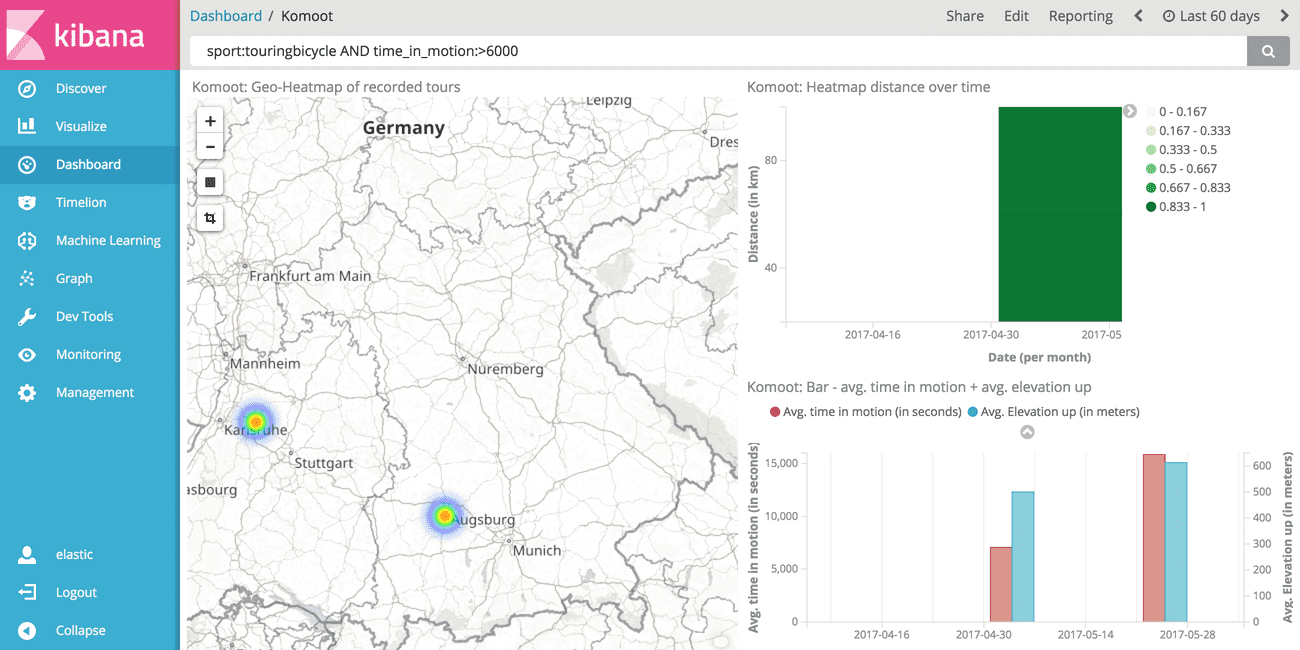 kibana
Discover
Visualize
Dashboard
Timelion
Machine Learning
Graph
Dev Tools
Monitoring
Management
elastic
Logout
Collapse
Dashboard / Komoot
Share Edit Reporting Last 60 days
sport:touringbicycle AND time_in_motion:>6000
Komoot: Geo-Heatmap of recorded tours
+
−
Leipzig
Germany
Dres
Frankfurt am Main
Mannheim
Nuremberg
Karlsruhe
Stuttgart
asbourg
Augsburg
Munich
Komoot: Heatmap distance over time
0 - 0.167
0.167 - 0.333
0.333 - 0.5
0.5 - 0.667
0.667 - 0.833
0.833 - 1
Distance (in km)
80
40
2017-04-16 2017-04-30 2017-05
Date (per month)
Komoot: Bar - avg. time in motion + avg. elevation up
Avg. time in motion (in seconds) Avg. Elevation up (in meters)
Avg. time in motion (in seconds)
15,000
10,000
5,000
0
600
500
400
300
200
100
0
Avg. Elevation up (in meters)
2017-04-16 2017-04-30 2017-05-14 2017-05-28